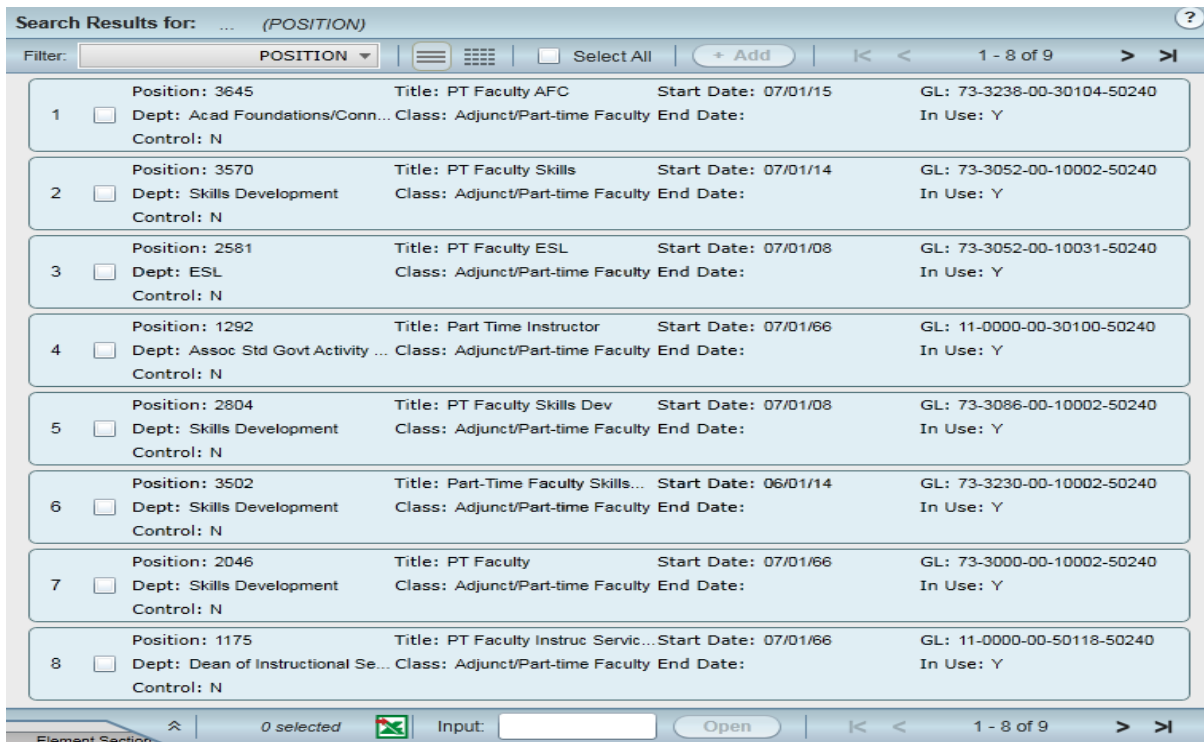 Search Results for: ... (POSITION) ?
Filter: POSITION Select All + Add |< < 1 - 8 of 9 > >|
Position: 3645 Title: PT Faculty AFC Start Date: 07/01/15 GL: 73-3238-00-30104-50240
1 Dept: Acad Foundations/Conn... Class: Adjunct/Part-time Faculty End Date: In Use: Y
Control: N
Position: 3570 Title: PT Faculty Skills Start Date: 07/01/14 GL: 73-3052-00-10002-50240
2 Dept: Skills Development Class: Adjunct/Part-time Faculty End Date: In Use: Y
Control: N
Position: 2581 Title: PT Faculty ESL Start Date: 07/01/08 GL: 73-3052-00-10031-50240
3 Dept: ESL Class: Adjunct/Part-time Faculty End Date: In Use: Y
Control: N
Position: 1292 Title: Part Time Instructor Start Date: 07/01/66 GL: 11-0000-00-30100-50240
4 Dept: Assoc Std Govt Activity ... Class: Adjunct/Part-time Faculty End Date: In Use: Y
Control: N
Position: 2804 Title: PT Faculty Skills Dev Start Date: 07/01/08 GL: 73-3086-00-10002-50240
5 Dept: Skills Development Class: Adjunct/Part-time Faculty End Date: In Use: Y
Control: N
Position: 3502 Title: Part-Time Faculty Skills... Start Date: 06/01/14 GL: 73-3230-00-10002-50240
6 Dept: Skills Development Class: Adjunct/Part-time Faculty End Date: In Use: Y
Control: N
Position: 2046 Title: PT Faculty Start Date: 07/01/66 GL: 73-3000-00-10002-50240
7 Dept: Skills Development Class: Adjunct/Part-time Faculty End Date: In Use: Y
Control: N
Position: 1175 Title: PT Faculty Instruc Servic... Start Date: 07/01/66 GL: 11-0000-00-50118-50240
8 Dept: Dean of Instructional Se... Class: Adjunct/Part-time Faculty End Date: In Use: Y
Control: N
0 selected Input: Open |< < 1 - 8 of 9 > >|
Element Section